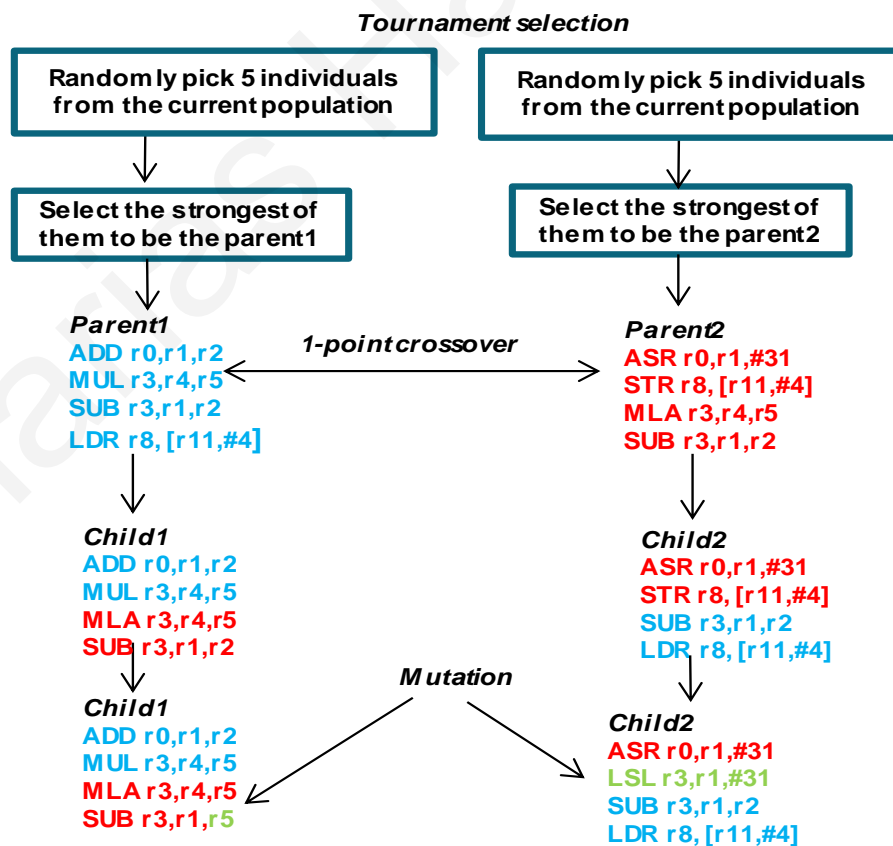 Tournament selection
Randomly pick 5 individuals
from the current population
Randomly pick 5 individuals
from the current population
Select the strongest of
them to be the parent1
Select the strongest of
them to be the parent2
Parent1
ADD r0,r1,r2
MUL r3,r4,r5
SUB r3,r1,r2
LDR r8, [r11,#4]
1-point crossover
Parent2
ASR r0,r1,#31
STR r8, [r11,#4]
MLA r3,r4,r5
SUB r3,r1,r2
Child1
ADD r0,r1,r2
MUL r3,r4,r5
MLA r3,r4,r5
SUB r3,r1,r2
Child2
ASR r0,r1,#31
STR r8, [r11,#4]
SUB r3,r1,r2
LDR r8, [r11,#4]
Mutation
Child1
ADD r0,r1,r2
MUL r3,r4,r5
MLA r3,r4,r5
SUB r3,r1,r5
Child2
ASR r0,r1,#31
LSL r3,r1,#31
SUB r3,r1,r2
LDR r8, [r11,#4]